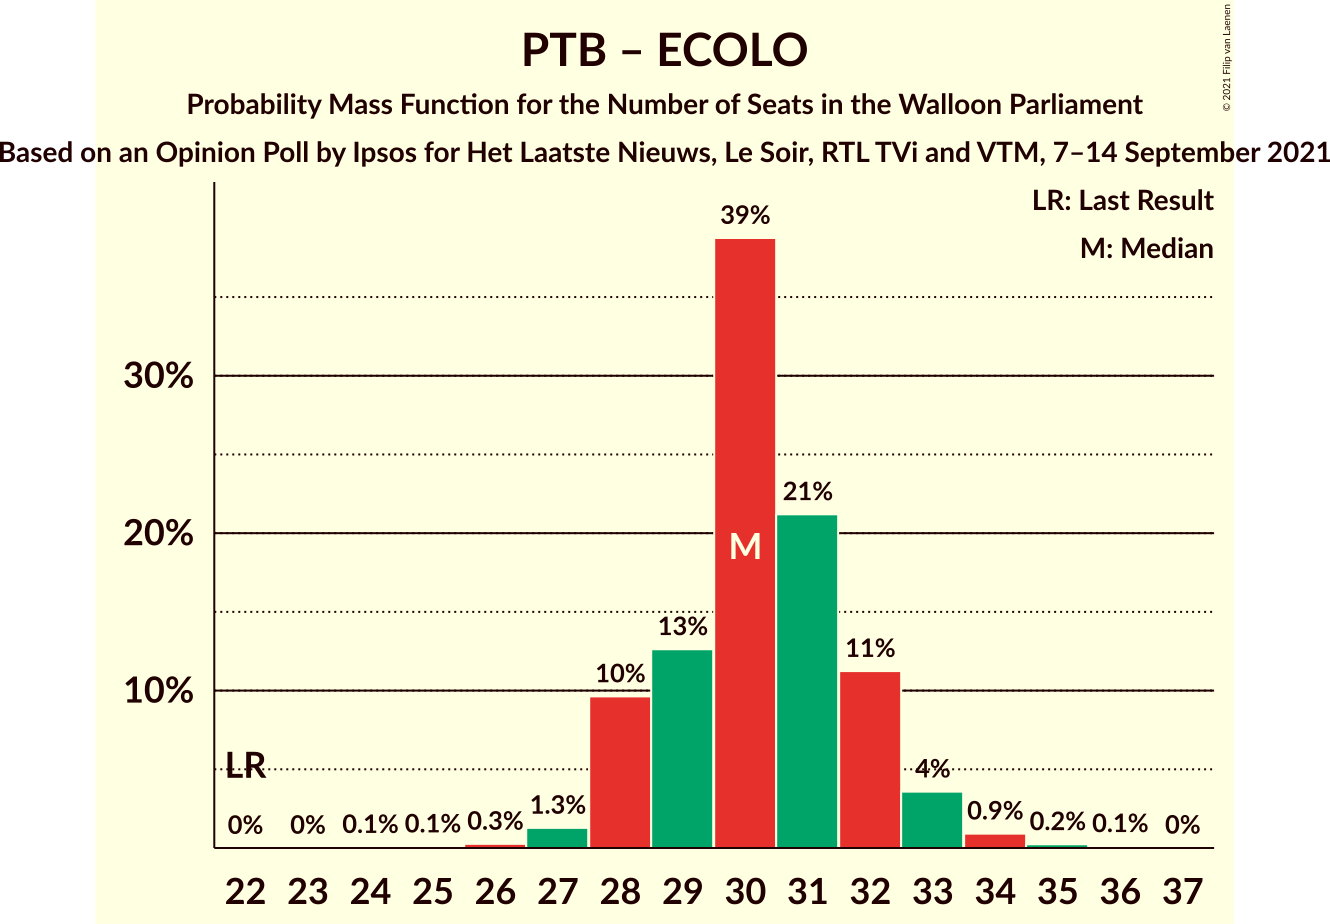 PTB – ECOLO
Probability Mass Function for the Number of Seats in the Walloon Parliament
Based on an Opinion Poll by Ipsos for Het Laatste Nieuws, Le Soir, RTL TVi and VTM, 7–14 September 2021
© 2021 Filip van Laenen
LR: Last Result
M: Median
39%
30%
21%
20%
M
13%
11%
10%
10%
LR
4%
0% 0% 0.1% 0.1% 0.3% 1.3% 0.9% 0.2% 0.1% 0%
22 23 24 25 26 27 28 29 30 31 32 33 34 35 36 37